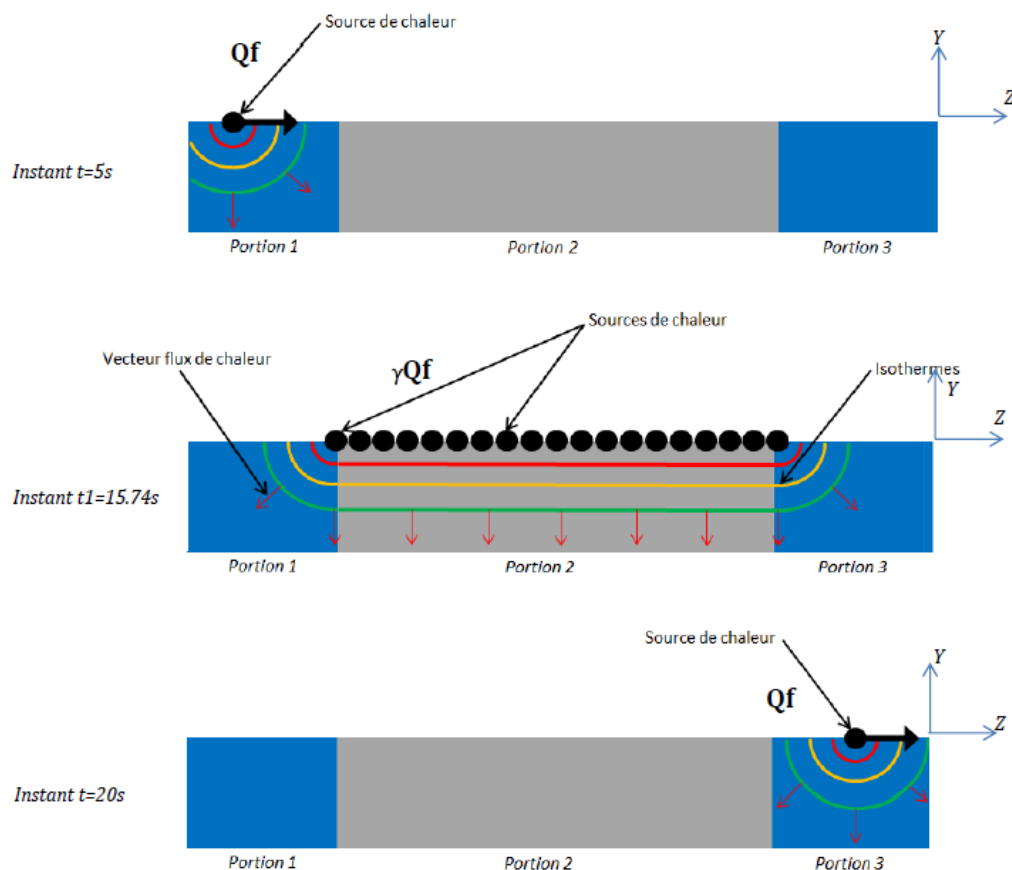 Source de chaleur
Qf
Y
Z
Instant t=5s
Portion 1
Portion 2
Portion 3
Sources de chaleur
Vecteur flux de chaleur
γQf
Isothermes
Y
Z
Instant t1=15.74s
Portion 1
Portion 2
Portion 3
Source de chaleur
Y
Qf
Z
Instant t=20s
Portion 1
Portion 2
Portion 3